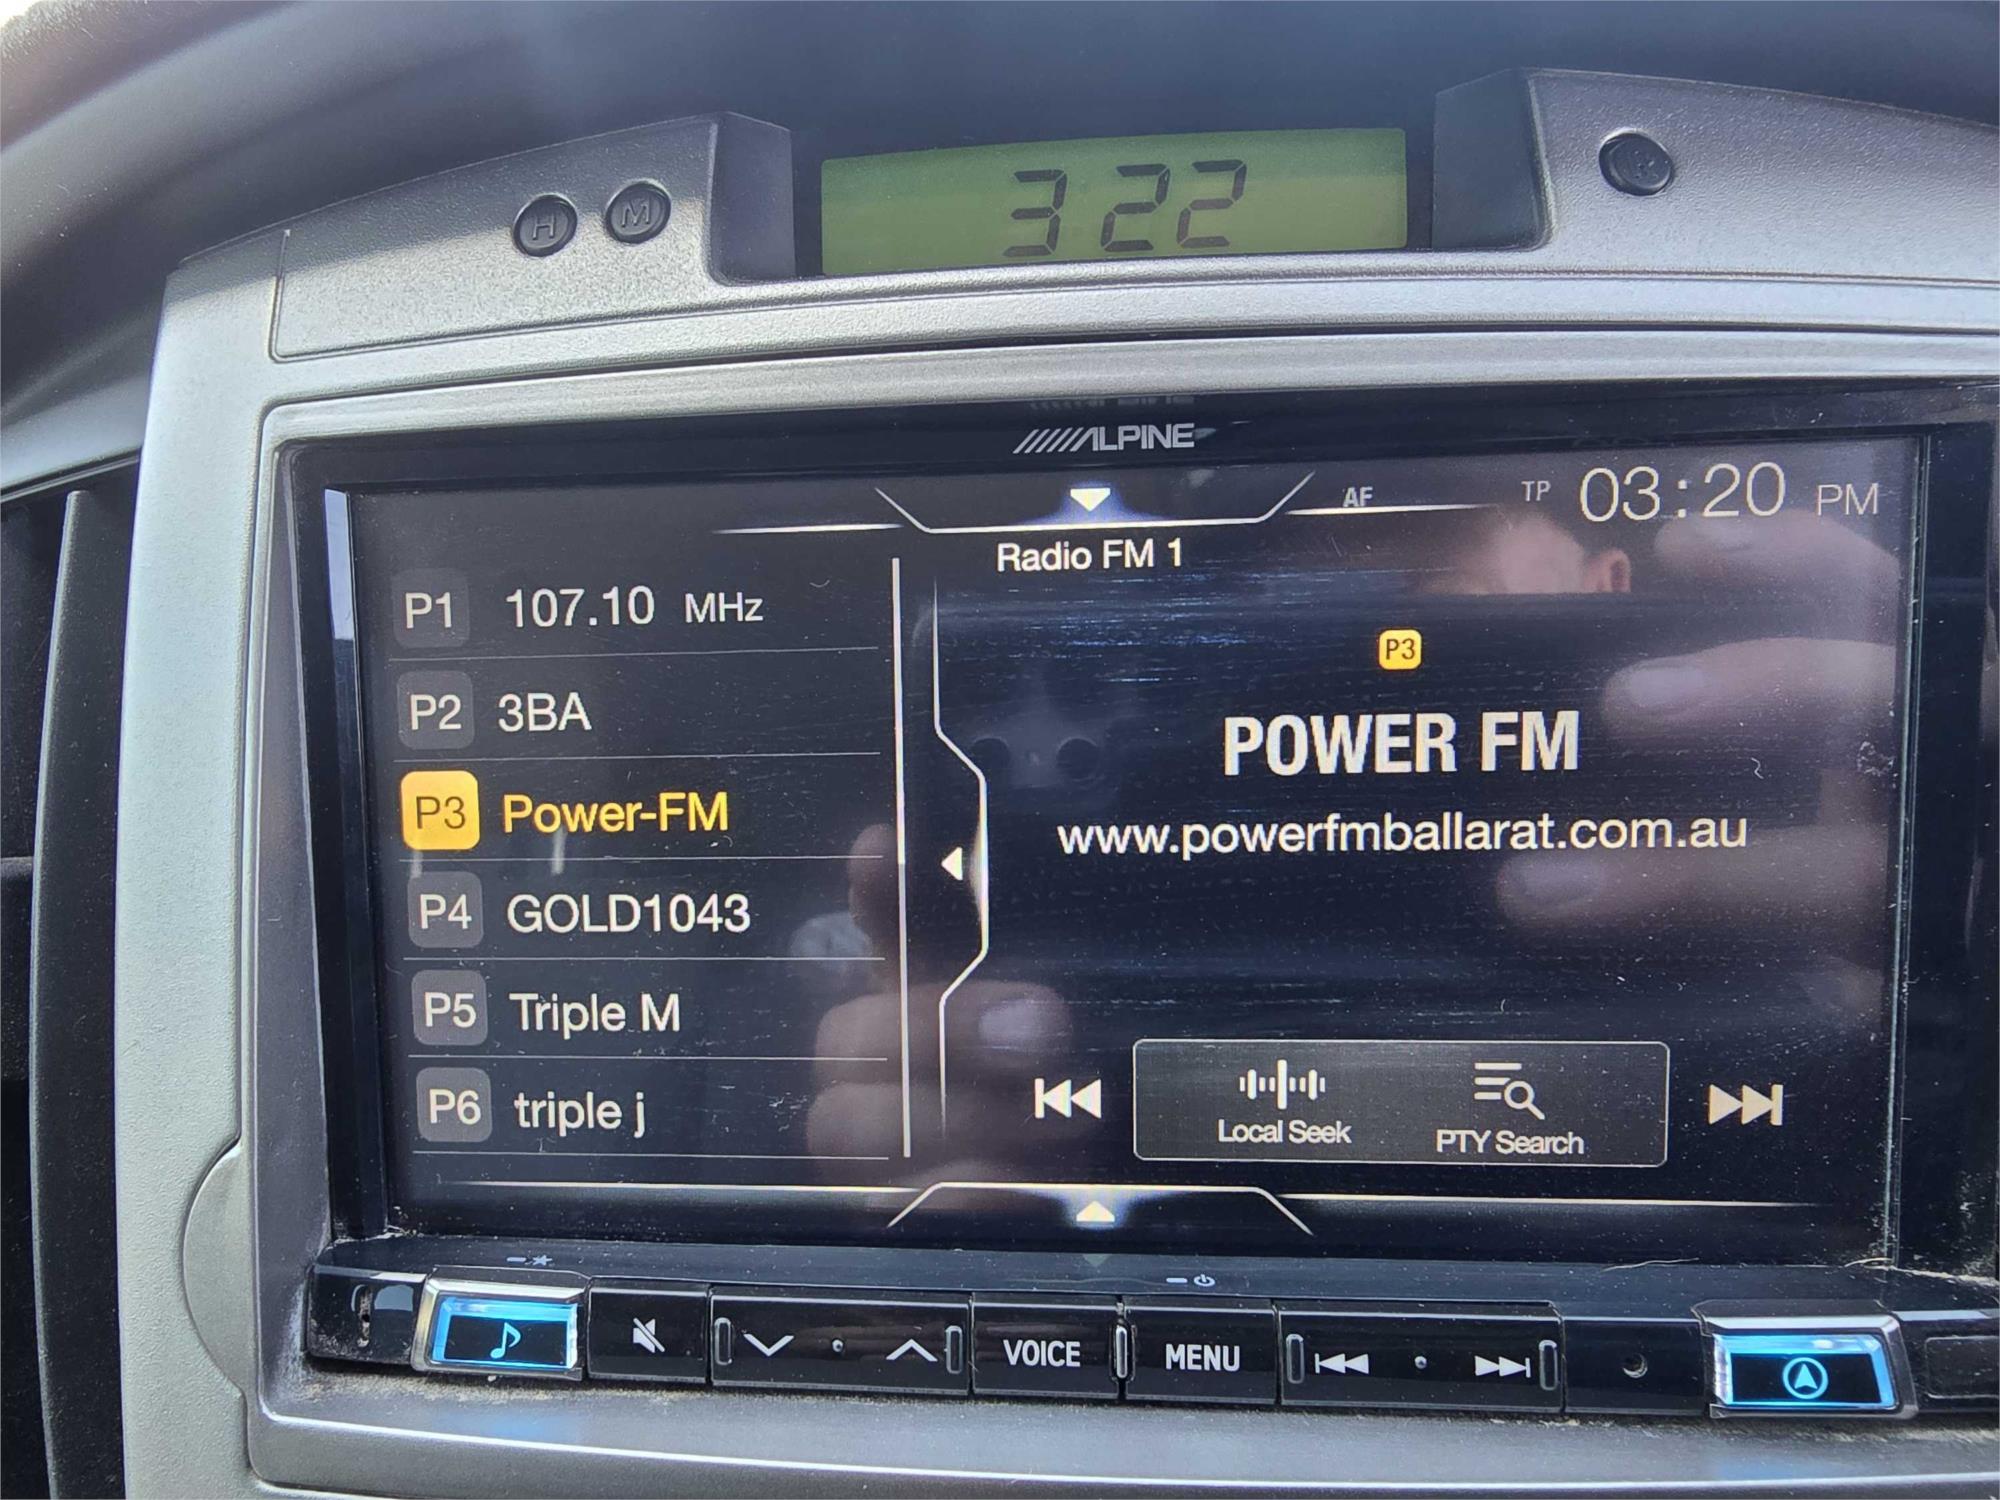 3 22
H
M
R
ALPINE
AF
TP
03:20 PM
Radio FM 1
P1 107.10 MHz
P2 3BA
P3 Power-FM
P4 GOLD1043
P5 Triple M
P6 triple j
P3
POWER FM
www.powerfmballarat.com.au
Local Seek
PTY Search
VOICE
MENU